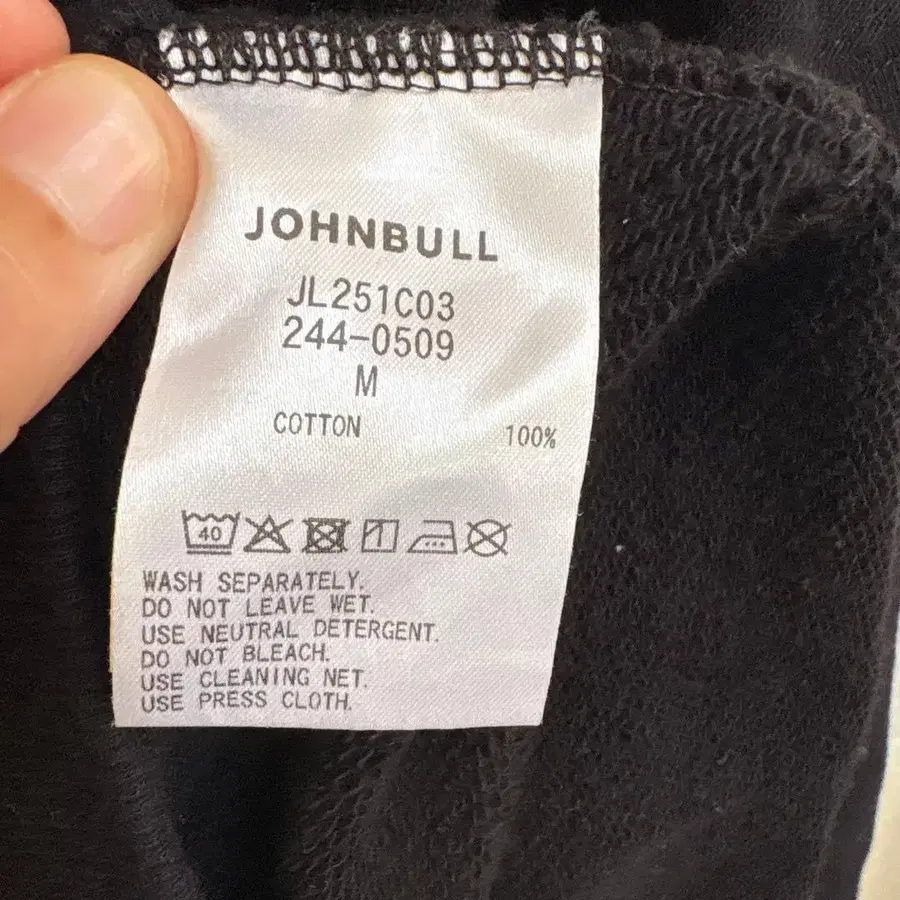 JOHNBULL
JL251C03
244-0509
M
COTTON 100%
40
WASH SEPARATELY.
DO NOT LEAVE WET.
USE NEUTRAL DETERGENT.
DO NOT BLEACH.
USE CLEANING NET.
USE PRESS CLOTH.